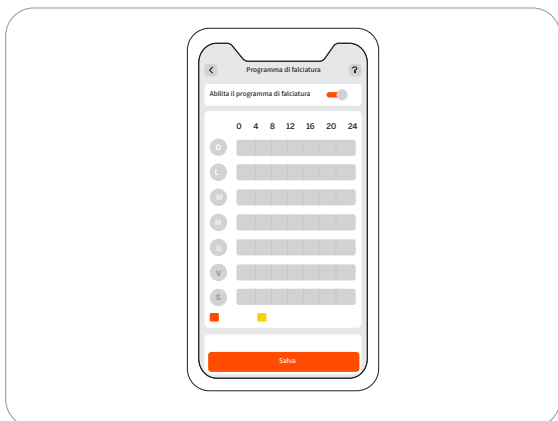 Programma di falciatura ?
Abilita il programma di falciatura
0 4 8 12 16 20 24
D
L
M
M
G
V
S
Salva